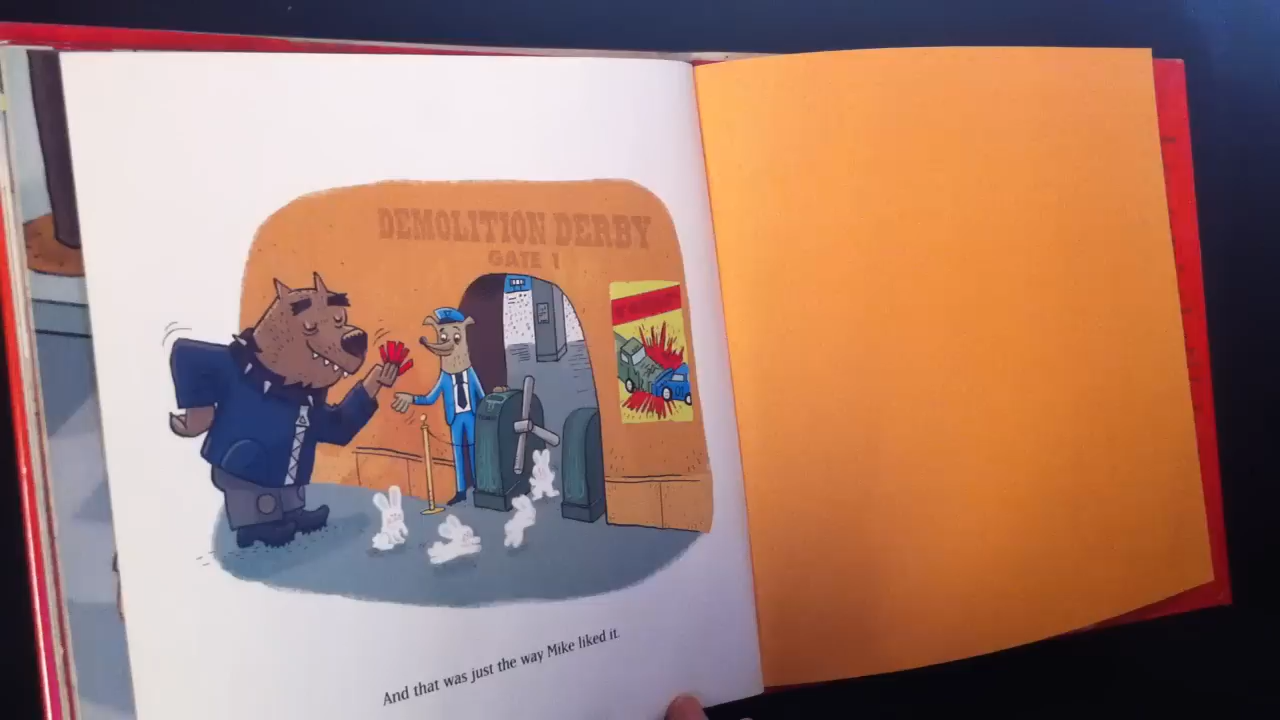 DEMOLITION DERBY
GATE 1
And that was just the way Mike liked it.